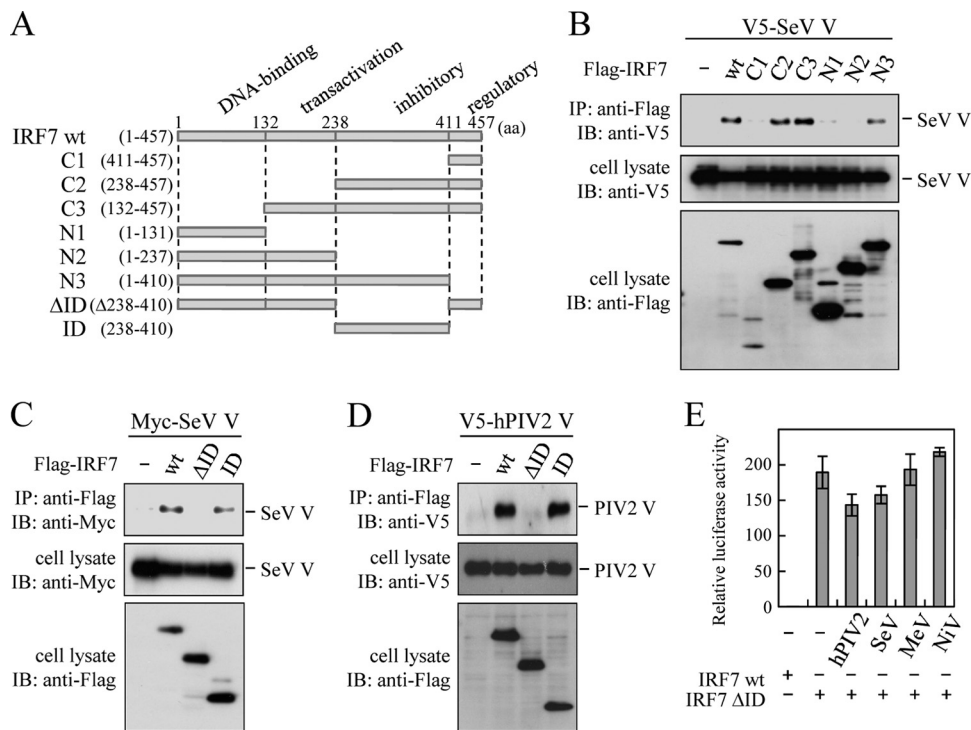 A
DNA-binding
transactivation
inhibitory
regulatory
1 132 238 411 457 (aa)
IRF7 wt (1–457)
C1 (411–457)
C2 (238–457)
C3 (132–457)
N1 (1–131)
N2 (1–237)
N3 (1–410)
ΔID (Δ238–410)
ID (238–410)
B
V5-SeV V
Flag-IRF7 – wt C1 C2 C3 N1 N2 N3
IP: anti-Flag
IB: anti-V5
SeV V
cell lysate
IB: anti-V5
SeV V
cell lysate
IB: anti-Flag
C
Myc-SeV V
Flag-IRF7 – wt ΔID ID
IP: anti-Flag
IB: anti-Myc
SeV V
cell lysate
IB: anti-Myc
SeV V
cell lysate
IB: anti-Flag
D
V5-hPIV2 V
Flag-IRF7 – wt ΔID ID
IP: anti-Flag
IB: anti-V5
PIV2 V
cell lysate
IB: anti-V5
PIV2 V
cell lysate
IB: anti-Flag
E
Relative luciferase activity
200
150
100
50
0
– – hPIV2 SeV MeV NiV
IRF7 wt + – – – – –
IRF7 ΔID – + + + + +